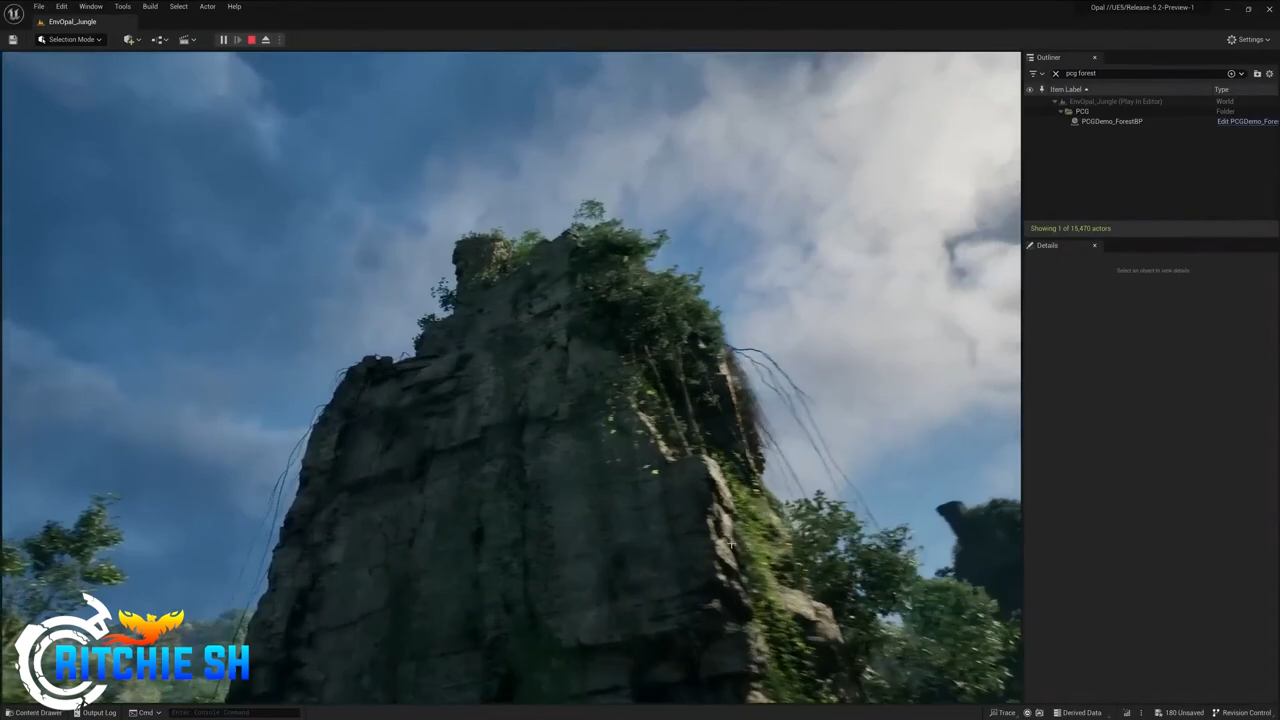 File Edit Window Tools Build Select Actor Help
Opal //UE5/Release-5.2-Preview-1
EnvOpal_Jungle
Selection Mode
Settings
Outliner
pcg forest
Item Label Type
EnvOpal_Jungle (Play In Editor) World
PCG Folder
PCGDemo_ForestBP Edit PCGDemo_Fore
Showing 1 of 15,470 actors
Details
Select an object to view details
RITCHIE SH
Content Drawer Output Log Cmd Enter Console Command Trace Derived Data 180 Unsaved Revision Control